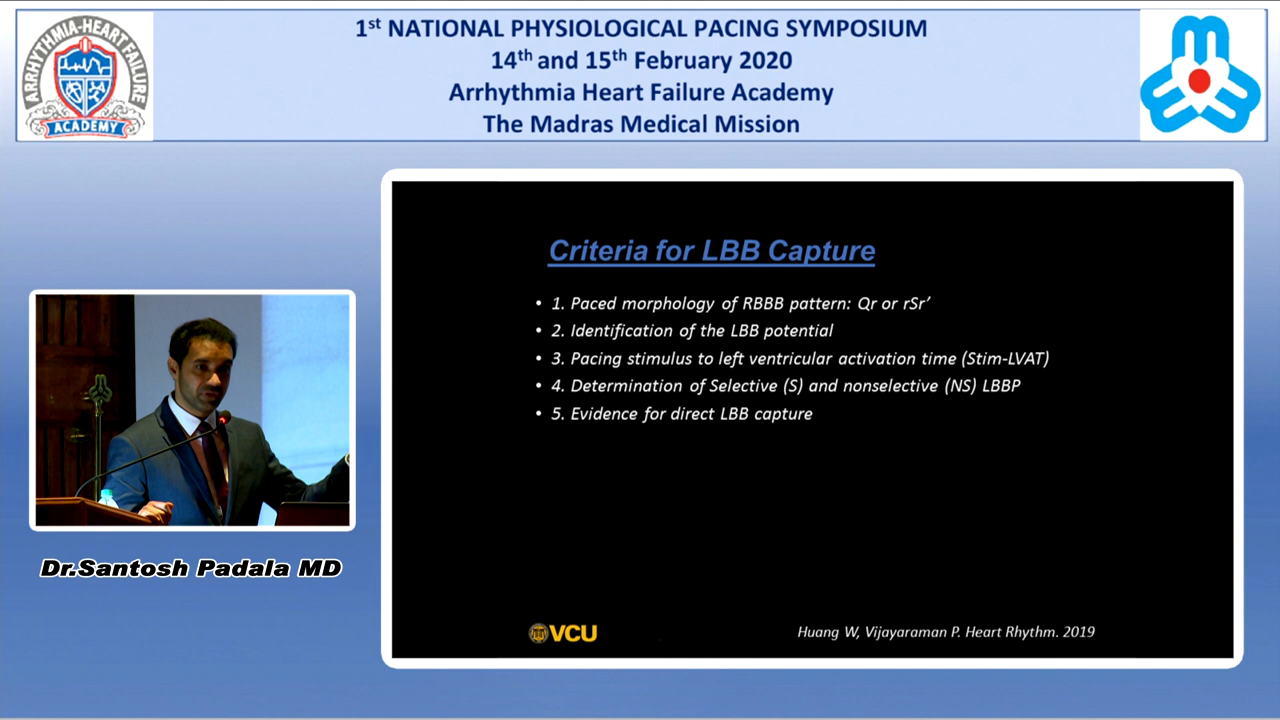 1st NATIONAL PHYSIOLOGICAL PACING SYMPOSIUM
14th and 15th February 2020
Arrhythmia Heart Failure Academy
The Madras Medical Mission
ARRHYTHMIA-HEART FAILURE
ACADEMY
Criteria for LBB Capture
• 1. Paced morphology of RBBB pattern: Qr or rSr’
• 2. Identification of the LBB potential
• 3. Pacing stimulus to left ventricular activation time (Stim-LVAT)
• 4. Determination of Selective (S) and nonselective (NS) LBBP
• 5. Evidence for direct LBB capture
VCU
Huang W, Vijayaraman P. Heart Rhythm. 2019
Dr.Santosh Padala MD